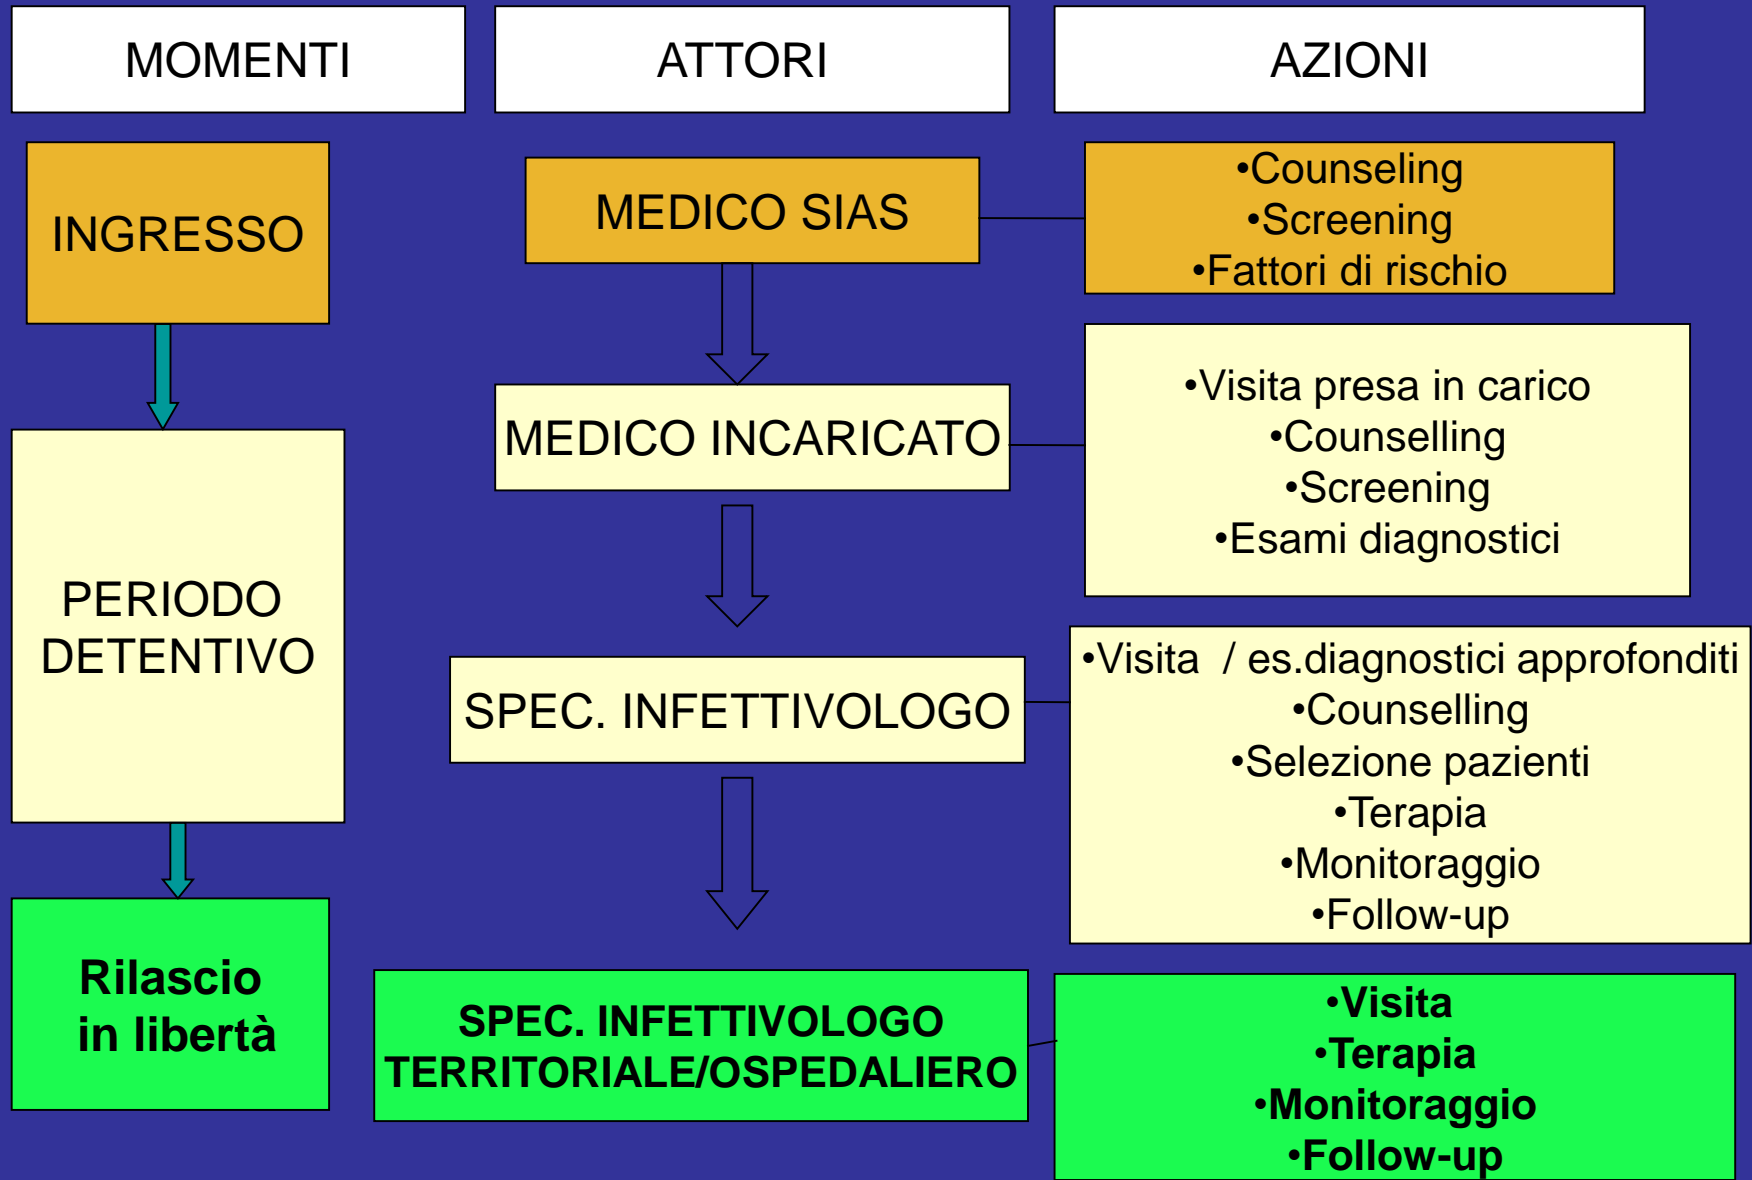 MOMENTI
ATTORI
AZIONI
INGRESSO
MEDICO SIAS
•Counseling
•Screening
•Fattori di rischio
MEDICO INCARICATO
•Visita presa in carico
•Counselling
•Screening
•Esami diagnostici
PERIODO
DETENTIVO
SPEC. INFETTIVOLOGO
•Visita / es.diagnostici approfonditi
•Counselling
•Selezione pazienti
•Terapia
•Monitoraggio
•Follow-up
Rilascio
in libertà
SPEC. INFETTIVOLOGO
TERRITORIALE/OSPEDALIERO
•Visita
•Terapia
•Monitoraggio
•Follow-up